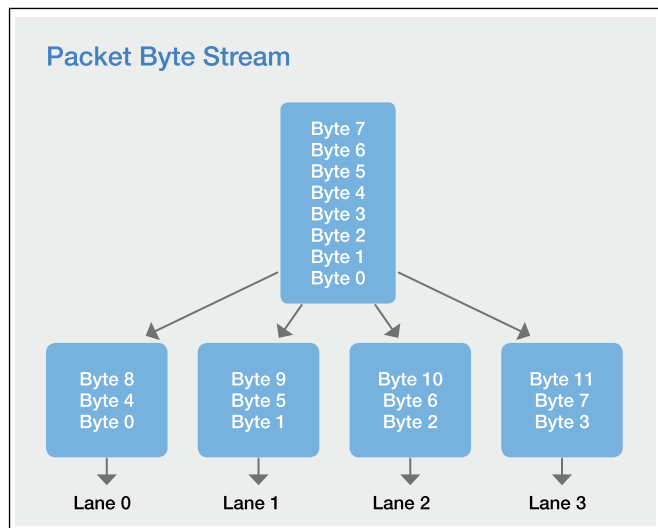 Packet Byte Stream
Byte 7
Byte 6
Byte 5
Byte 4
Byte 3
Byte 2
Byte 1
Byte 0
Byte 8
Byte 4
Byte 0
Byte 9
Byte 5
Byte 1
Byte 10
Byte 6
Byte 2
Byte 11
Byte 7
Byte 3
Lane 0
Lane 1
Lane 2
Lane 3